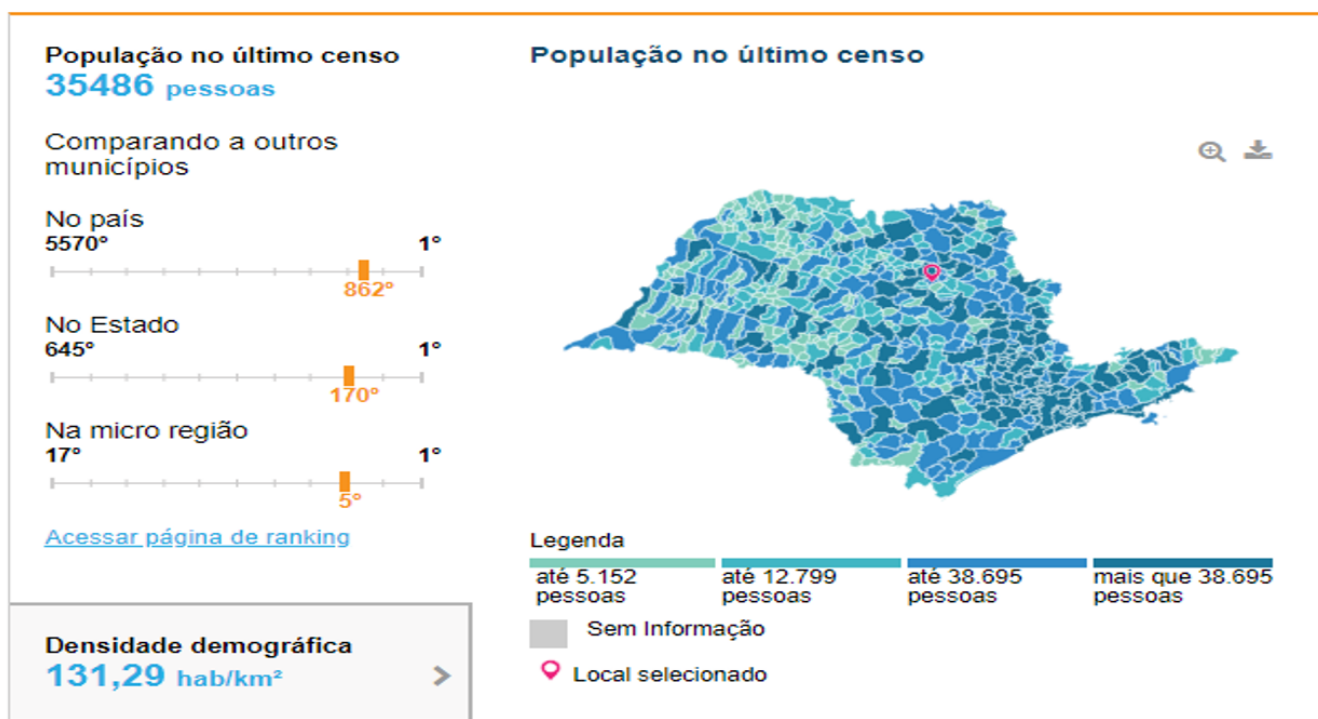 População no último censo
35486 pessoas
Comparando a outros
municípios
No país
5570° 1°
862°
No Estado
645° 1°
170°
Na micro região
17° 1°
5°
Acessar página de ranking
Densidade demográfica
131,29 hab/km²
População no último censo
Legenda
até 5.152
pessoas
até 12.799
pessoas
até 38.695
pessoas
mais que 38.695
pessoas
Sem Informação
Local selecionado